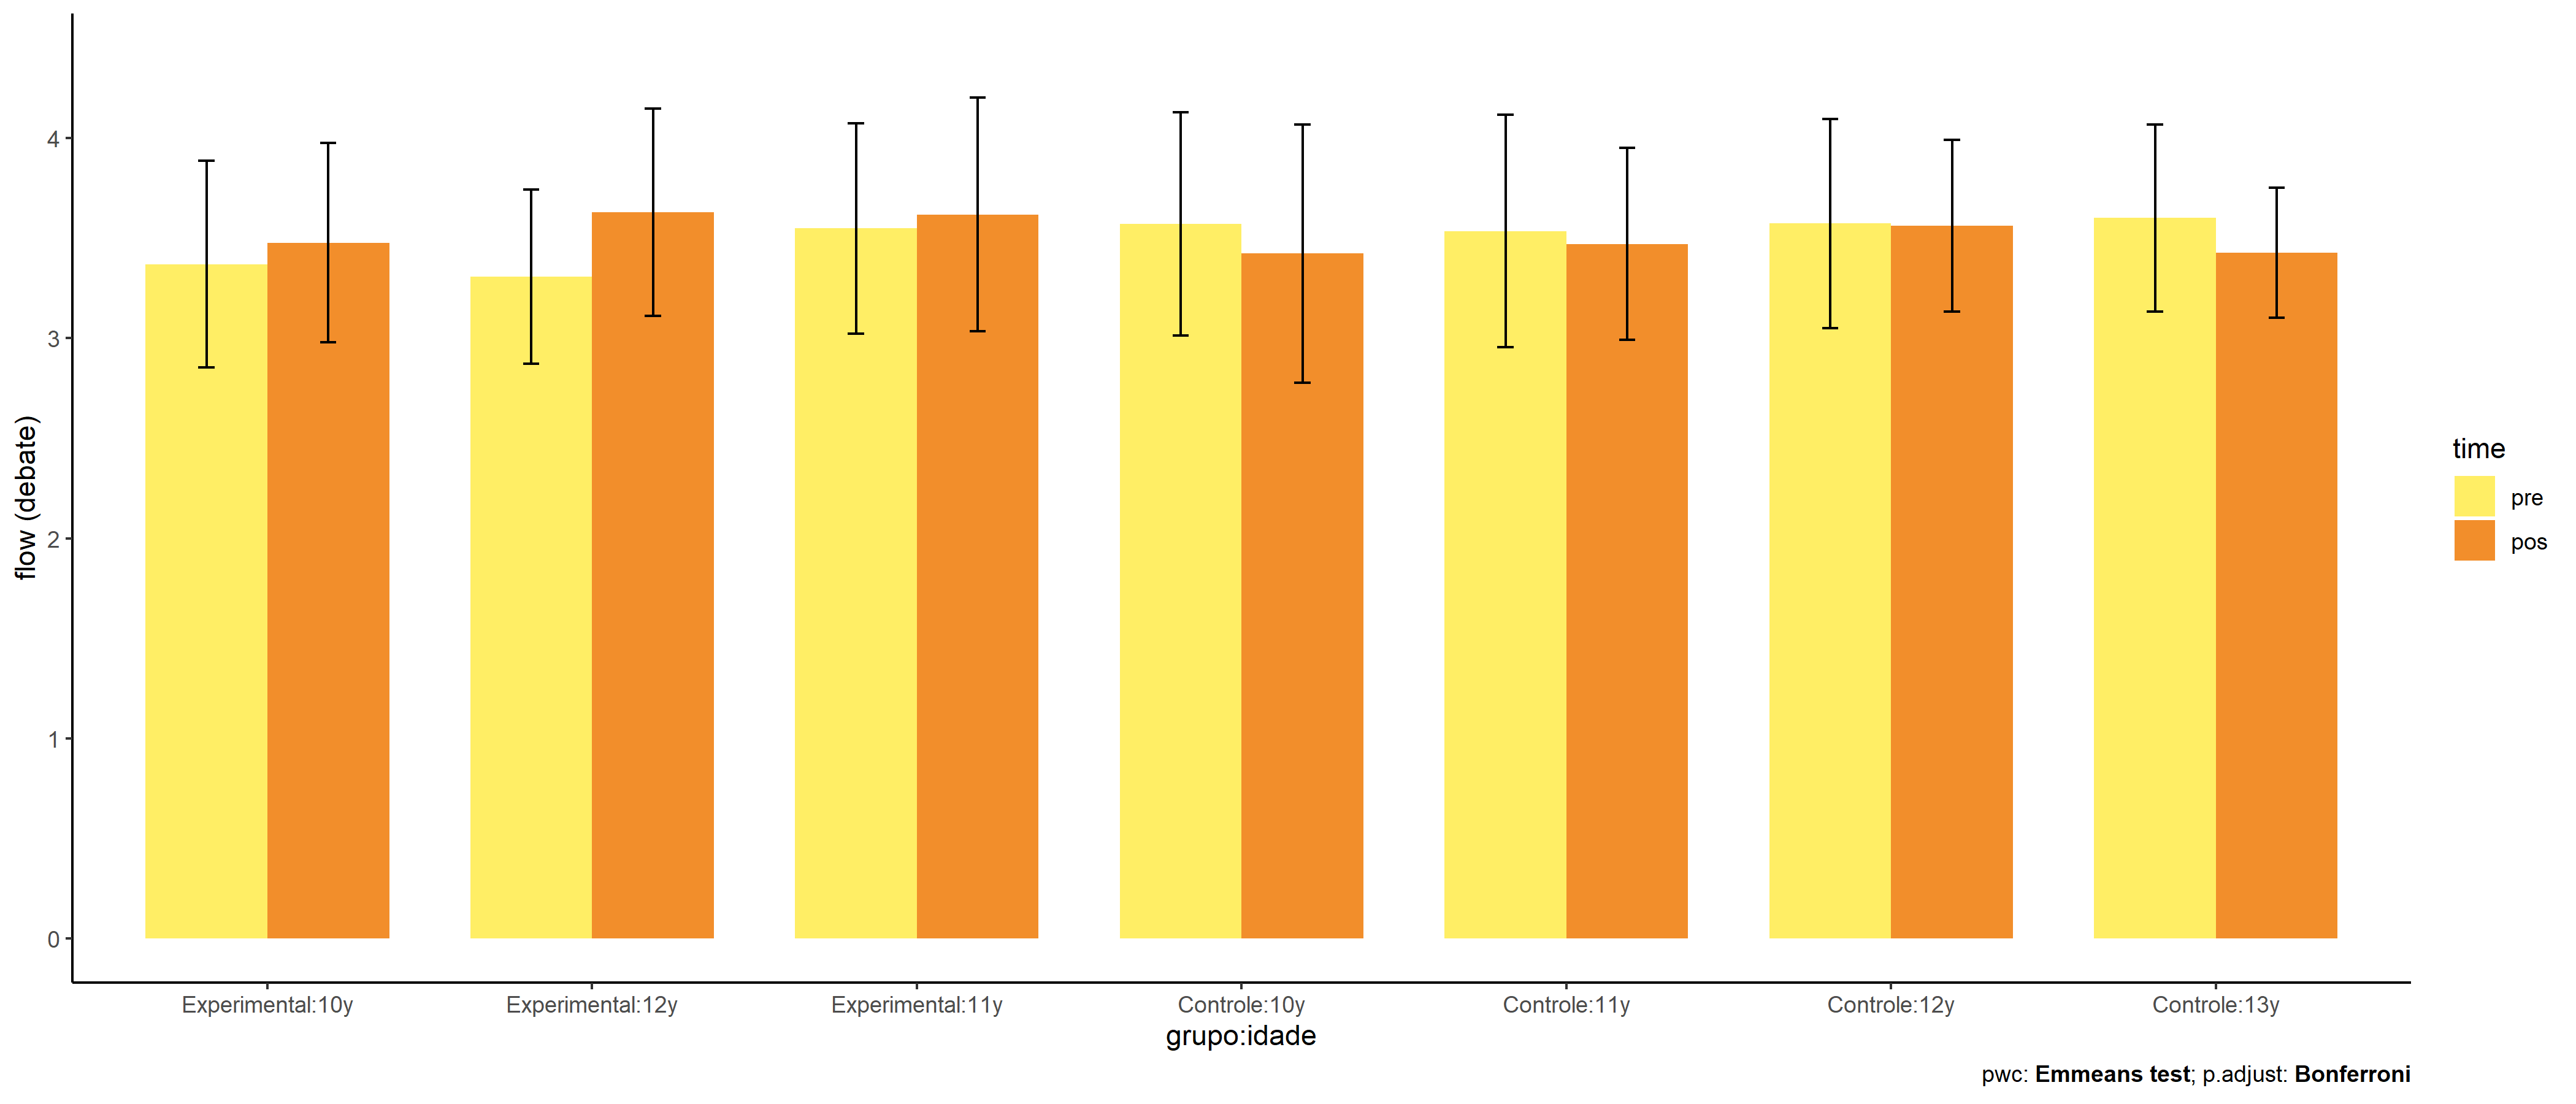 flow (debate)
4
3
2
1
0
Experimental:10y
Experimental:12y
Experimental:11y
Controle:10y
Controle:11y
Controle:12y
Controle:13y
grupo:idade
time
pre
pos
pwc: Emmeans test; p.adjust: Bonferroni